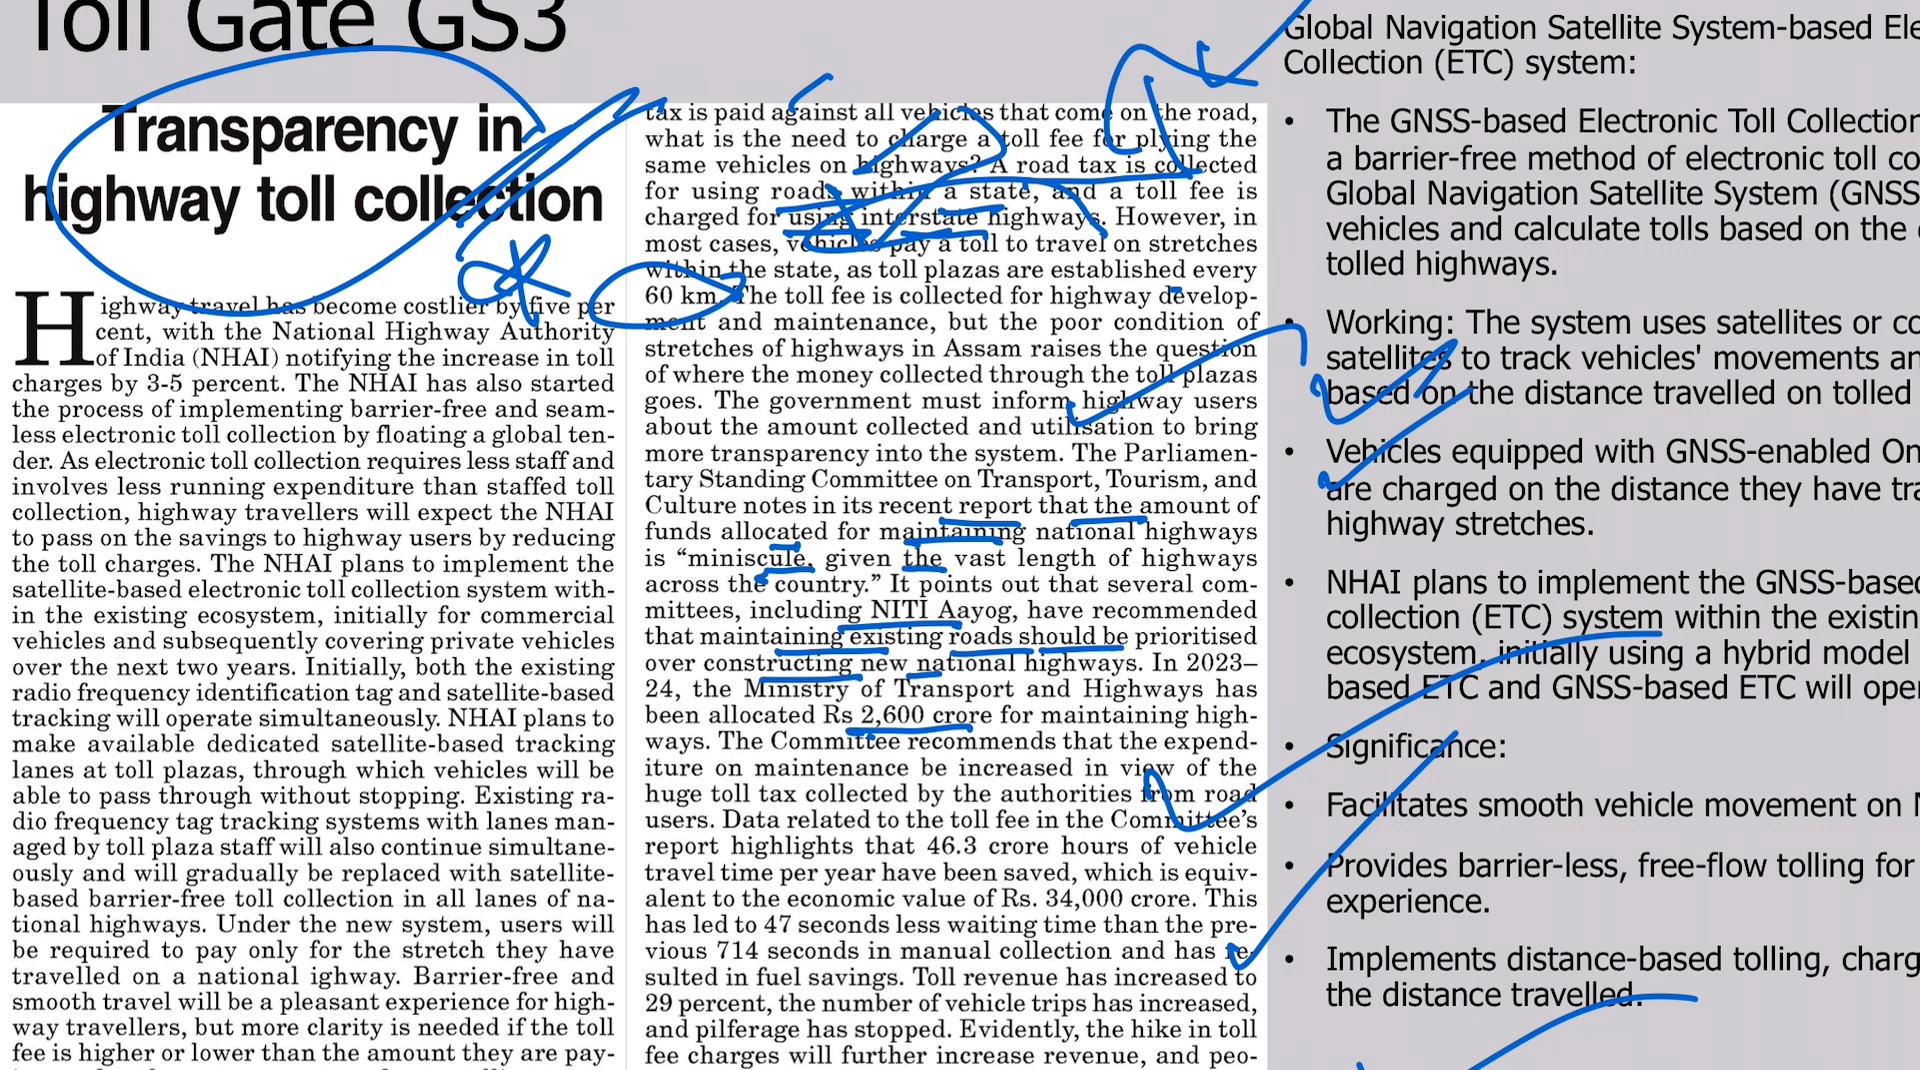 Toll Gate GS3
Transparency in
highway toll collection
Highway travel has become costlier by five per
cent, with the National Highway Authority
of India (NHAI) notifying the increase in toll
charges by 3-5 percent. The NHAI has also started
the process of implementing barrier-free and seam-
less electronic toll collection by floating a global ten-
der. As electronic toll collection requires less staff and
involves less running expenditure than staffed toll
collection, highway travellers will expect the NHAI
to pass on the savings to highway users by reducing
the toll charges. The NHAI plans to implement the
satellite-based electronic toll collection system with-
in the existing ecosystem, initially for commercial
vehicles and subsequently covering private vehicles
over the next two years. Initially, both the existing
radio frequency identification tag and satellite-based
tracking will operate simultaneously. NHAI plans to
make available dedicated satellite-based tracking
lanes at toll plazas, through which vehicles will be
able to pass through without stopping. Existing ra-
dio frequency tag tracking systems with lanes man-
aged by toll plaza staff will also continue simultane-
ously and will gradually be replaced with satellite-
based barrier-free toll collection in all lanes of na-
tional highways. Under the new system, users will
be required to pay only for the stretch they have
travelled on a national ighway. Barrier-free and
smooth travel will be a pleasant experience for high-
way travellers, but more clarity is needed if the toll
fee is higher or lower than the amount they are pay-
tax is paid against all vehicles that come on the road,
what is the need to charge a toll fee for plying the
same vehicles on highways? A road tax is collected
for using roads within a state, and a toll fee is
charged for using interstate highways. However, in
most cases, vehicles pay a toll to travel on stretches
within the state, as toll plazas are established every
60 km. The toll fee is collected for highway develop-
ment and maintenance, but the poor condition of
stretches of highways in Assam raises the question
of where the money collected through the toll plazas
goes. The government must inform highway users
about the amount collected and utilisation to bring
more transparency into the system. The Parliamen-
tary Standing Committee on Transport, Tourism, and
Culture notes in its recent report that the amount of
funds allocated for maintaining national highways
is “miniscule, given the vast length of highways
across the country.” It points out that several com-
mittees, including NITI Aayog, have recommended
that maintaining existing roads should be prioritised
over constructing new national highways. In 2023–
24, the Ministry of Transport and Highways has
been allocated Rs 2,600 crore for maintaining high-
ways. The Committee recommends that the expend-
iture on maintenance be increased in view of the
huge toll tax collected by the authorities from road
users. Data related to the toll fee in the Committee’s
report highlights that 46.3 crore hours of vehicle
travel time per year have been saved, which is equiv-
alent to the economic value of Rs. 34,000 crore. This
has led to 47 seconds less waiting time than the pre-
vious 714 seconds in manual collection and has re-
sulted in fuel savings. Toll revenue has increased to
29 percent, the number of vehicle trips has increased,
and pilferage has stopped. Evidently, the hike in toll
fee charges will further increase revenue, and peo-
Global Navigation Satellite System-based Ele
Collection (ETC) system:
• The GNSS-based Electronic Toll Collection
a barrier-free method of electronic toll co
Global Navigation Satellite System (GNSS
vehicles and calculate tolls based on the
tolled highways.
• Working: The system uses satellites or co
satellites to track vehicles' movements an
based on the distance travelled on tolled
• Vehicles equipped with GNSS-enabled On
are charged on the distance they have tra
highway stretches.
• NHAI plans to implement the GNSS-based
collection (ETC) system within the existin
ecosystem, initially using a hybrid model
based ETC and GNSS-based ETC will oper
• Significance:
• Facilitates smooth vehicle movement on N
• Provides barrier-less, free-flow tolling for
experience.
• Implements distance-based tolling, charg
the distance travelled.